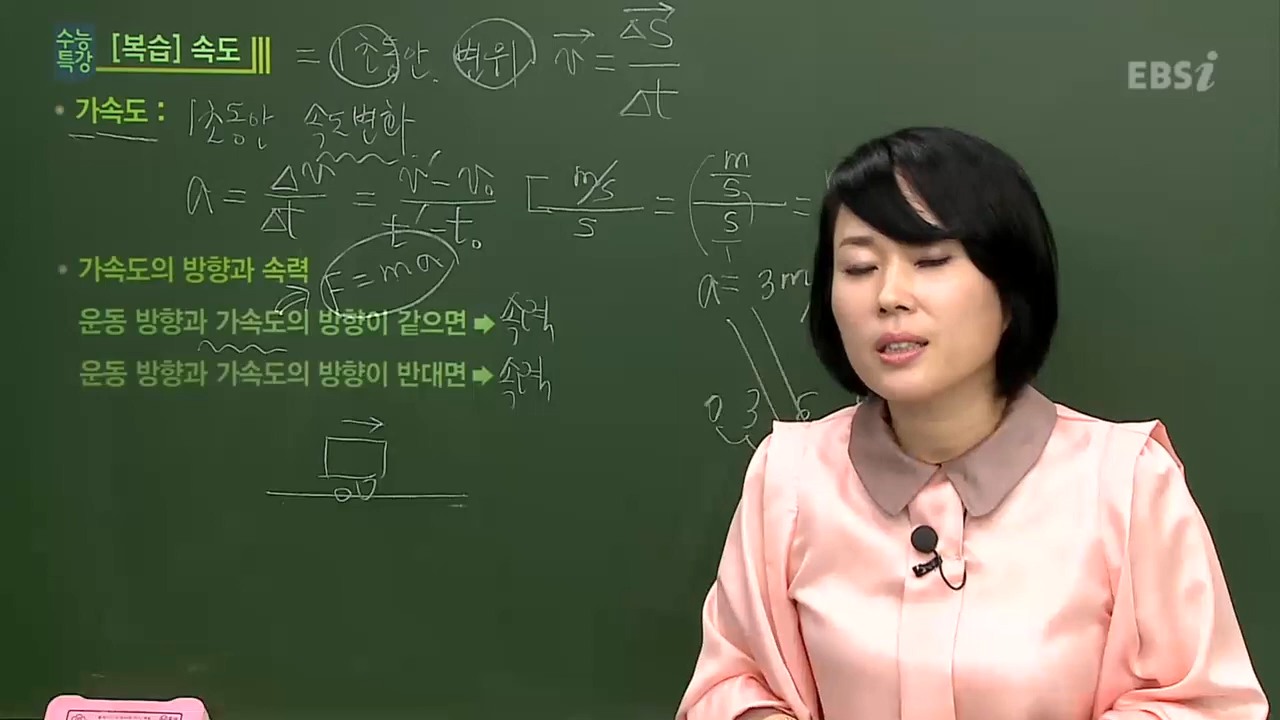 수능
특강
[복습] 속도 = 1초동안 변위 v = ΔS/Δt
EBSi
• 가속도 : 1초동안 속도변화
a = Δv/Δt = v′ - v₀/t′ - t₀ [ m/s/s = (m/s / s/1) =
• 가속도의 방향과 속력 F = ma
a = 3m
운동 방향과 가속도의 방향이 같으면 ➡ 속력
운동 방향과 가속도의 방향이 반대면 ➡ 속력
0 3 6